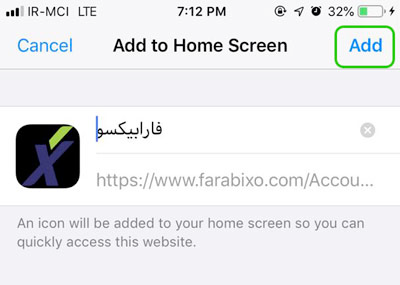 IR-MCI LTE 7:12 PM 32%
Cancel Add to Home Screen Add
فارابیکسو
https://www.farabixo.com/Accou...
An icon will be added to your home screen so you can
quickly access this website.